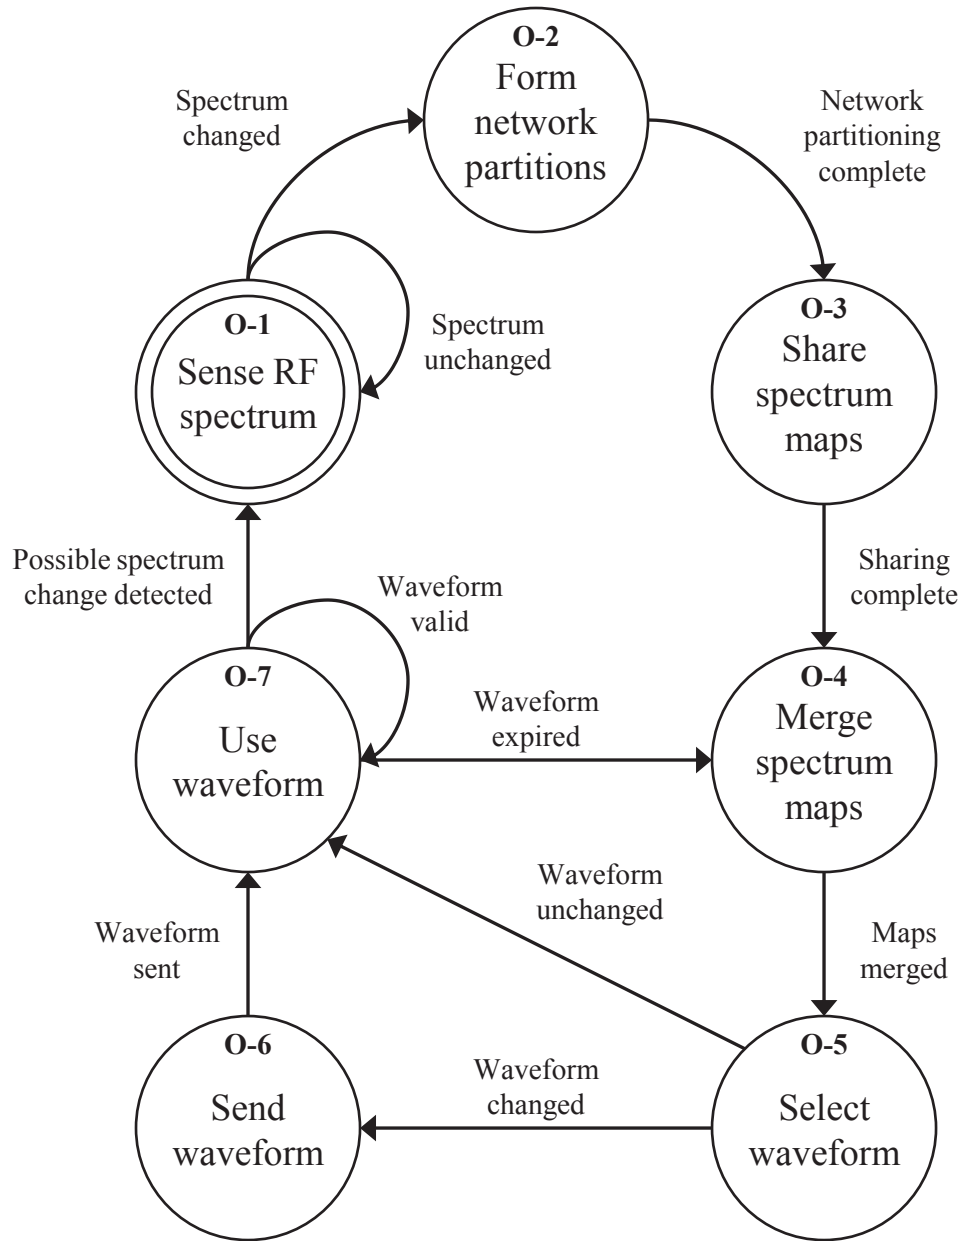 O-2
Form
network
partitions
Spectrum
changed
Network
partitioning
complete
O-1
Sense RF
spectrum
Spectrum
unchanged
O-3
Share
spectrum
maps
Possible spectrum
change detected
Waveform
valid
Sharing
complete
O-7
Use
waveform
Waveform
expired
O-4
Merge
spectrum
maps
Waveform
unchanged
Waveform
sent
Maps
merged
O-6
Send
waveform
Waveform
changed
O-5
Select
waveform